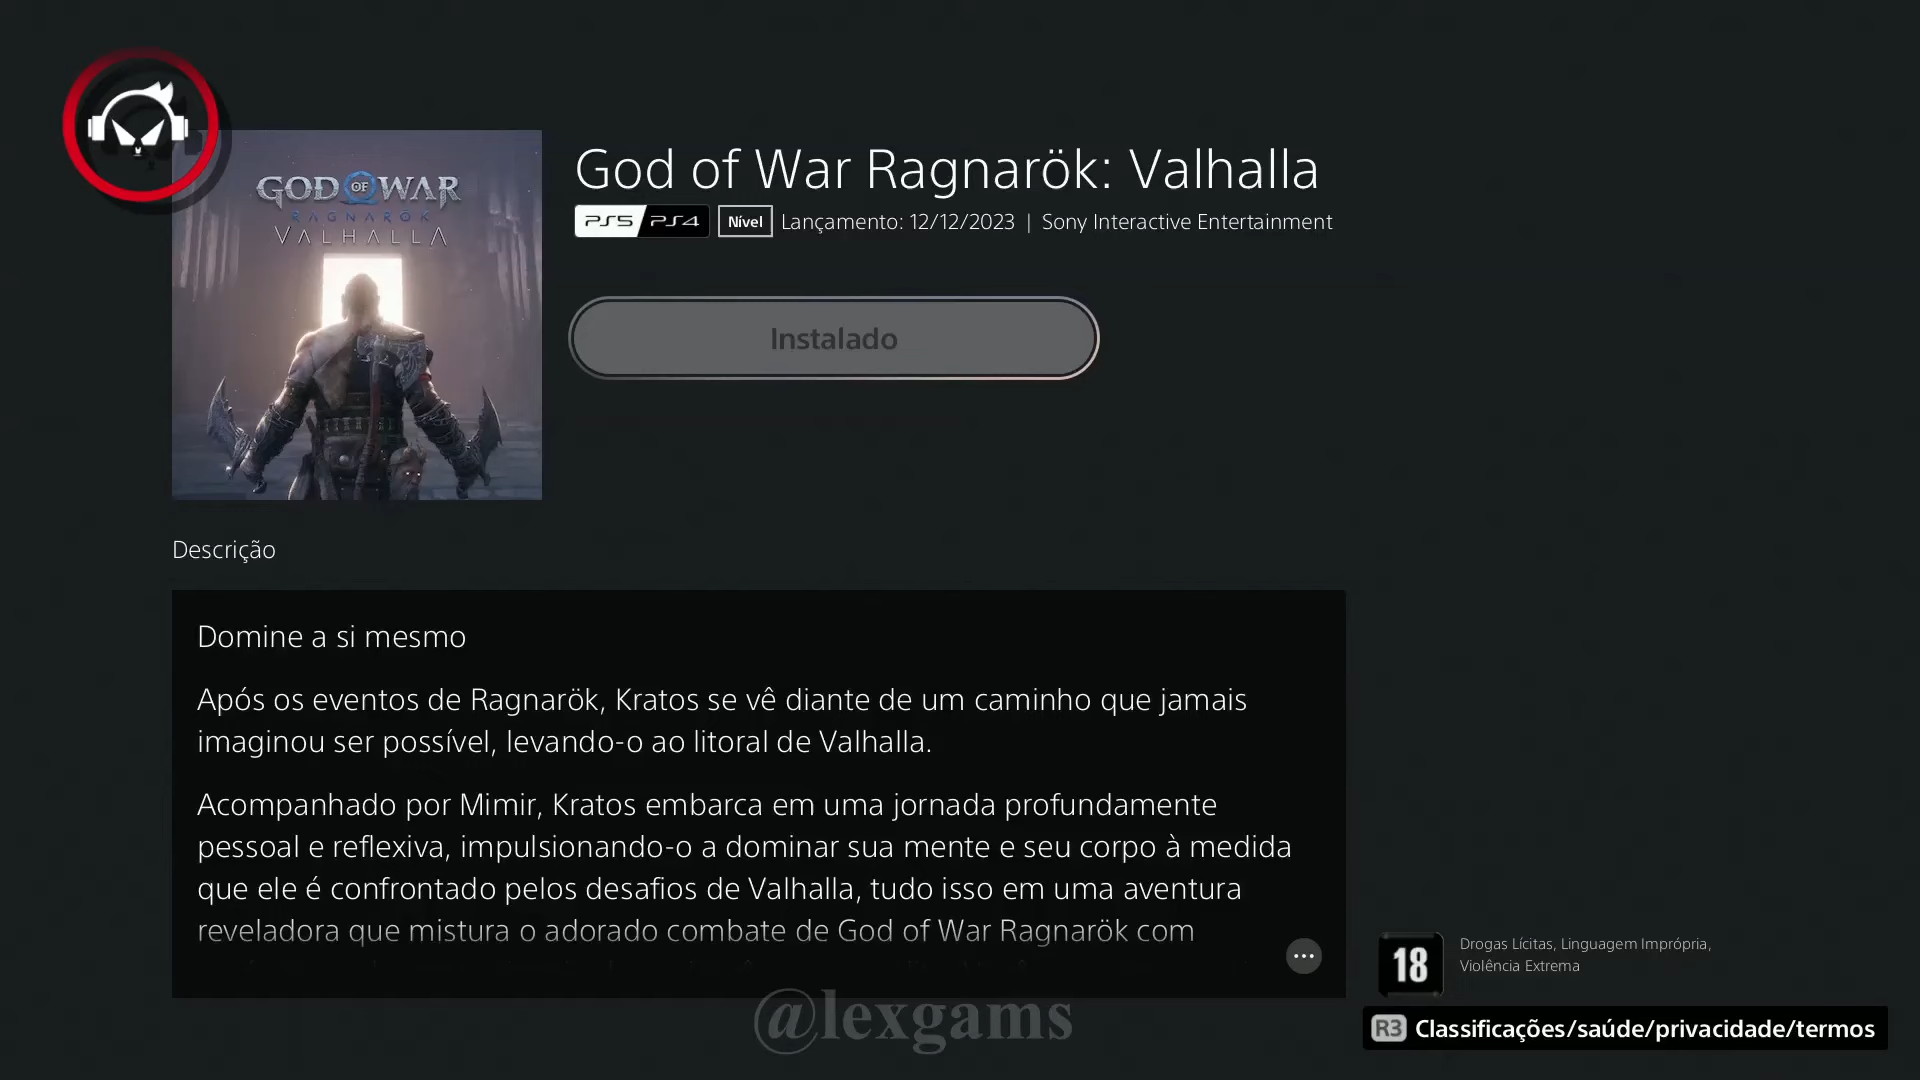 GOD OF WAR
RAGNARÖK
VALHALLA
God of War Ragnarök: Valhalla
PS5 PS4 Nível Lançamento: 12/12/2023 | Sony Interactive Entertainment
Instalado
Descrição
Domine a si mesmo
Após os eventos de Ragnarök, Kratos se vê diante de um caminho que jamais
imaginou ser possível, levando-o ao litoral de Valhalla.
Acompanhado por Mimir, Kratos embarca em uma jornada profundamente
pessoal e reflexiva, impulsionando-o a dominar sua mente e seu corpo à medida
que ele é confrontado pelos desafios de Valhalla, tudo isso em uma aventura
reveladora que mistura o adorado combate de God of War Ragnarök com
18 Drogas Lícitas, Linguagem Imprópria,
Violência Extrema
@lexgams
R3 Classificações/saúde/privacidade/termos